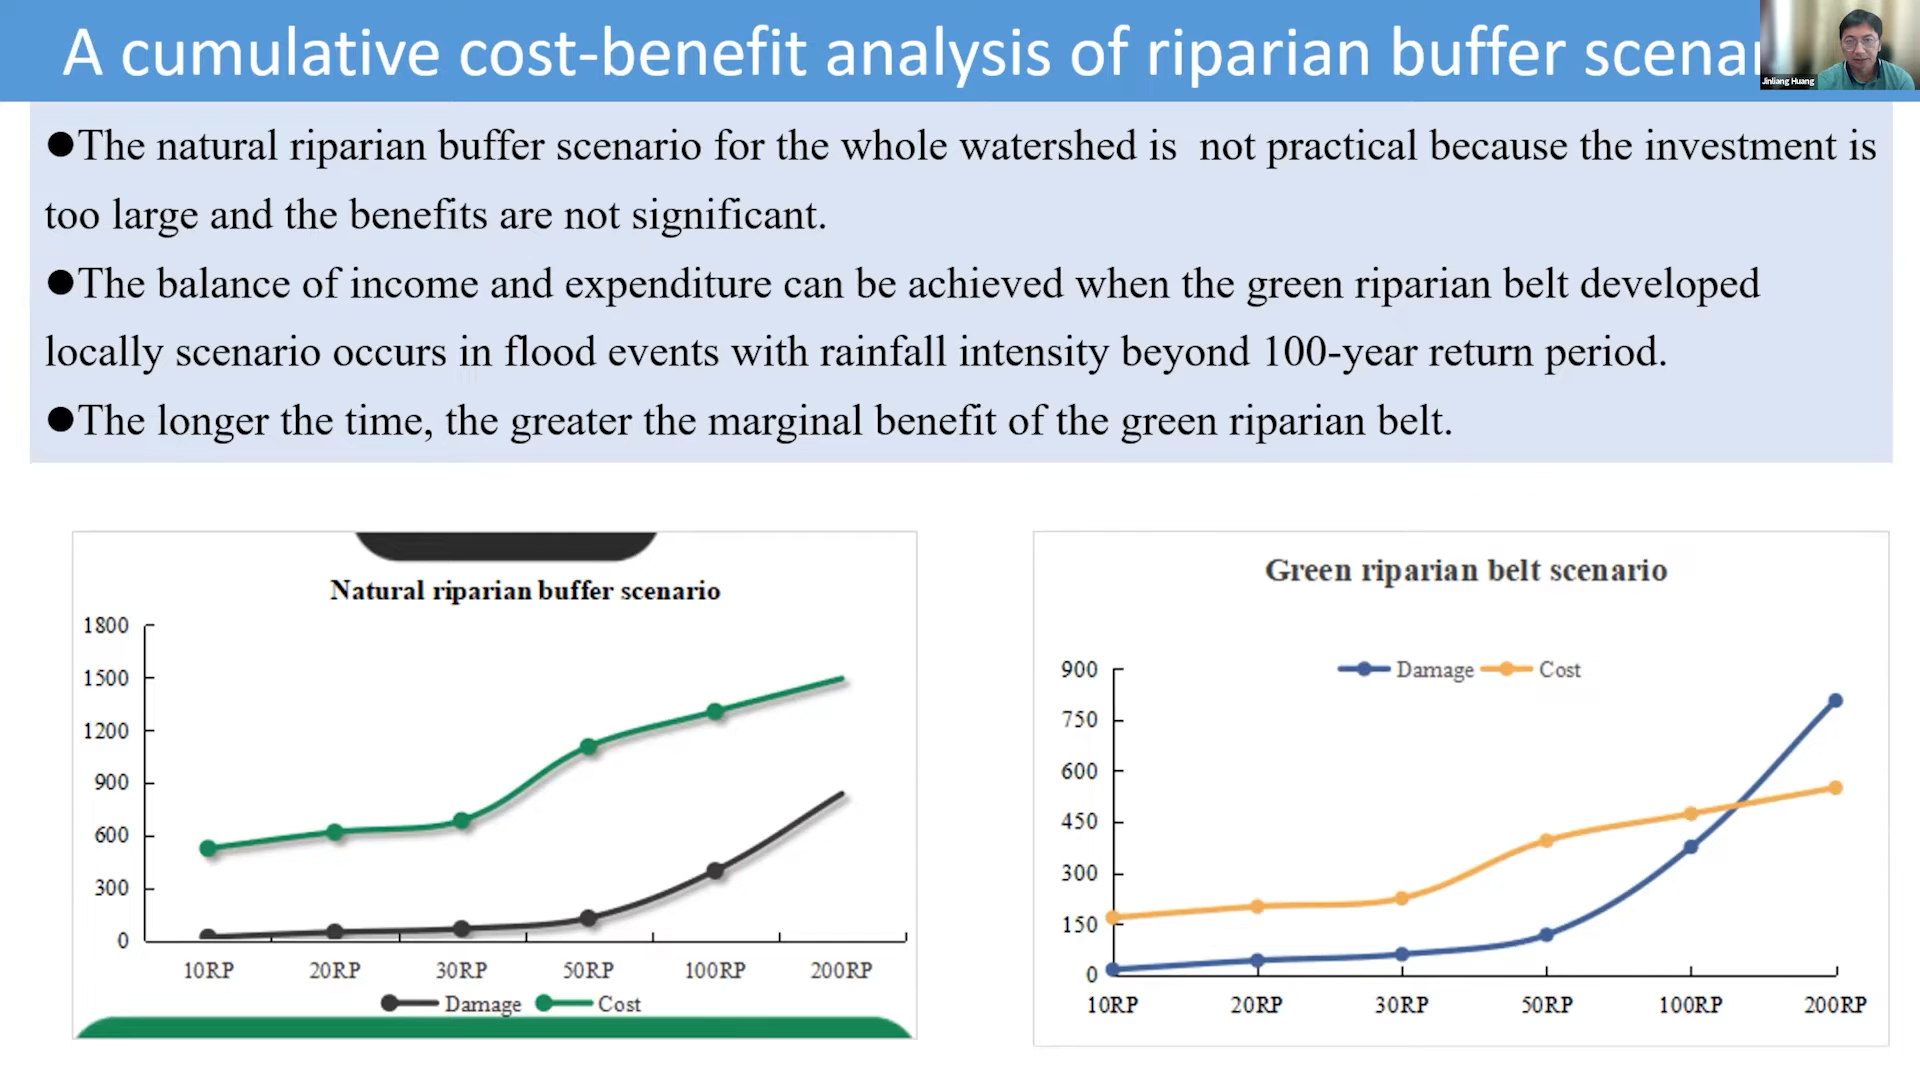 A cumulative cost-benefit analysis of riparian buffer scenar
Jinliang Huang
●The natural riparian buffer scenario for the whole watershed is not practical because the investment is
too large and the benefits are not significant.
●The balance of income and expenditure can be achieved when the green riparian belt developed
locally scenario occurs in flood events with rainfall intensity beyond 100-year return period.
●The longer the time, the greater the marginal benefit of the green riparian belt.
Natural riparian buffer scenario
1800
1500
1200
900
600
300
0
10RP 20RP 30RP 50RP 100RP 200RP
Damage Cost
Green riparian belt scenario
Damage Cost
900
750
600
450
300
150
0
10RP 20RP 30RP 50RP 100RP 200RP